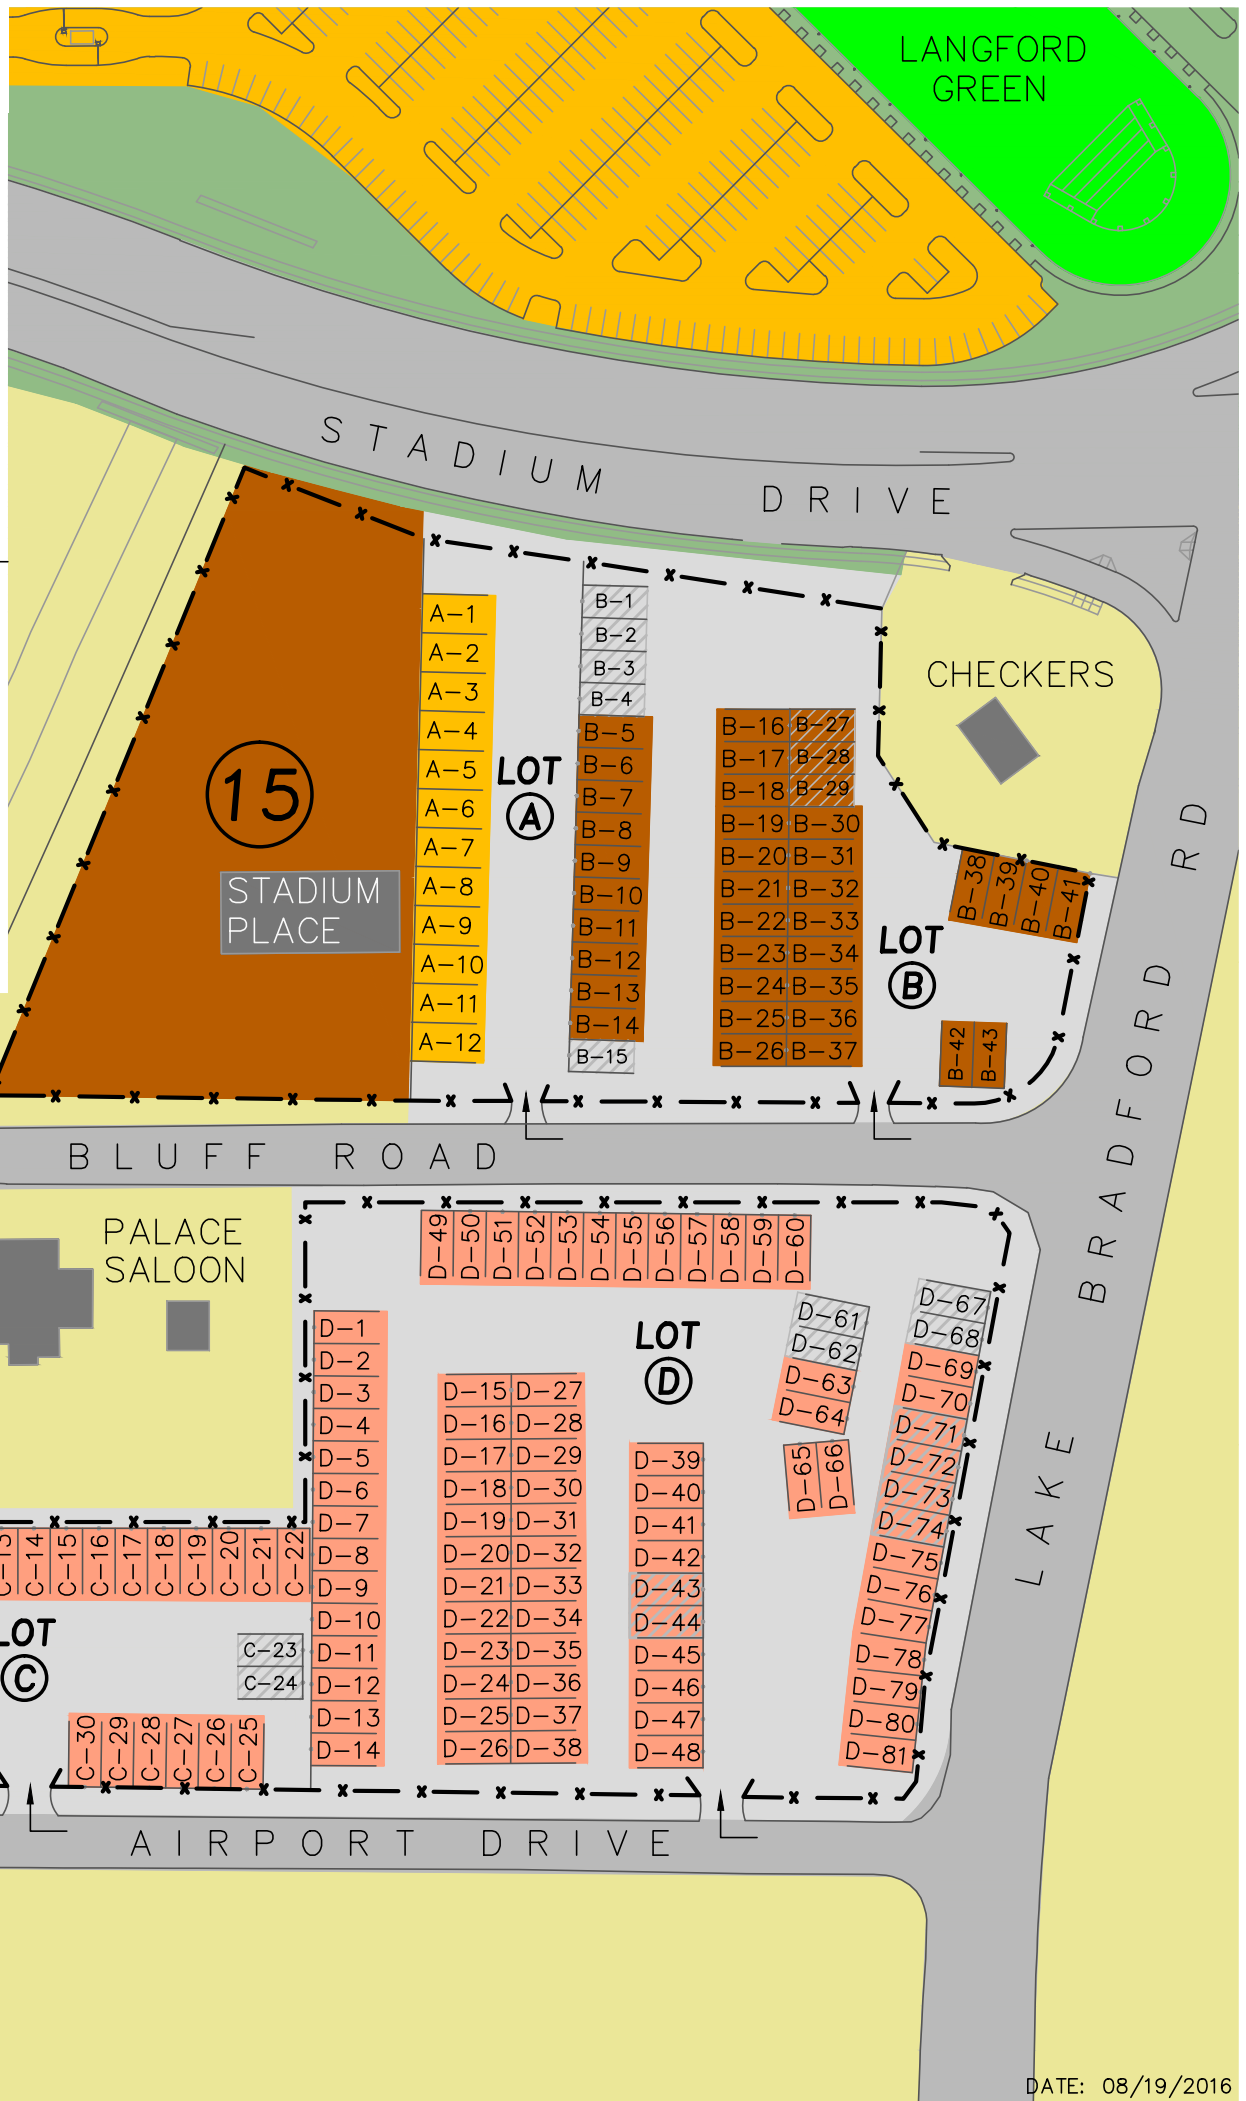 LANGFORD
GREEN
STADIUM
DRIVE
CHECKERS
15
STADIUM
PLACE
LOT
A
A-1
A-2
A-3
A-4
A-5
A-6
A-7
A-8
A-9
A-10
A-11
A-12
B-1
B-2
B-3
B-4
B-5
B-6
B-7
B-8
B-9
B-10
B-11
B-12
B-13
B-14
B-15
B-16 B-27
B-17 B-28
B-18 B-29
B-19 B-30
B-20 B-31
B-21 B-32
B-22 B-33
B-23 B-34
B-24 B-35
B-25 B-36
B-26 B-37
LOT
B
B-38
B-39
B-40
B-41
B-42
B-43
LAKE BRADFORD RD
BLUFF ROAD
PALACE
SALOON
D-49
D-50
D-51
D-52
D-53
D-54
D-55
D-56
D-57
D-58
D-59
D-60
LOT
D
D-1
D-2
D-3
D-4
D-5
D-6
D-7
D-8
D-9
D-10
D-11
D-12
D-13
D-14
D-15 D-27
D-16 D-28
D-17 D-29
D-18 D-30
D-19 D-31
D-20 D-32
D-21 D-33
D-22 D-34
D-23 D-35
D-24 D-36
D-25 D-37
D-26 D-38
D-39
D-40
D-41
D-42
D-43
D-44
D-45
D-46
D-47
D-48
D-61
D-62
D-63
D-64
D-65
D-66
D-67
D-68
D-69
D-70
D-71
D-72
D-73
D-74
D-75
D-76
D-77
D-78
D-79
D-80
D-81
C-13
C-14
C-15
C-16
C-17
C-18
C-19
C-20
C-21
C-22
LOT
C
C-23
C-24
C-30
C-29
C-28
C-27
C-26
C-25
AIRPORT DRIVE
DATE: 08/19/2016